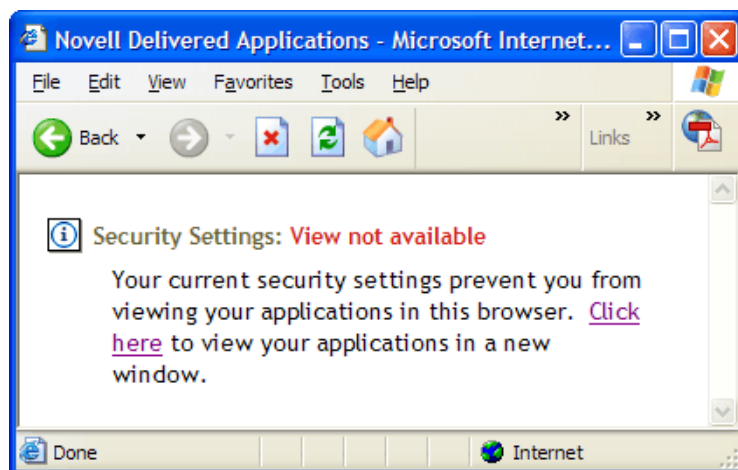 Novell Delivered Applications - Microsoft Internet...
File Edit View Favorites Tools Help
Back » Links »
Security Settings: View not available
Your current security settings prevent you from
viewing your applications in this browser. Click
here to view your applications in a new
window.
Done Internet